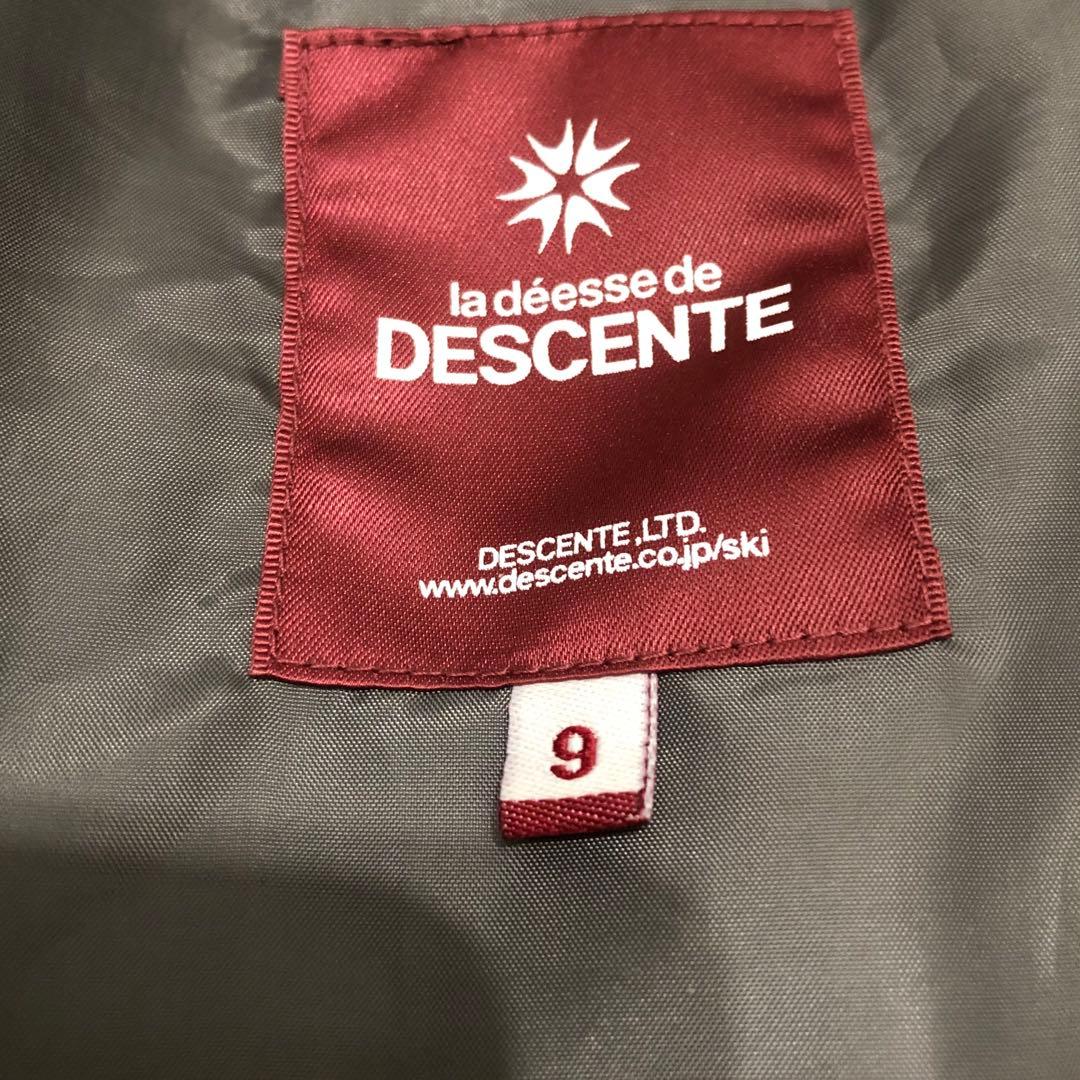 la déesse de
DESCENTE
DESCENTE,LTD.
www.descente.co.jp/ski
9